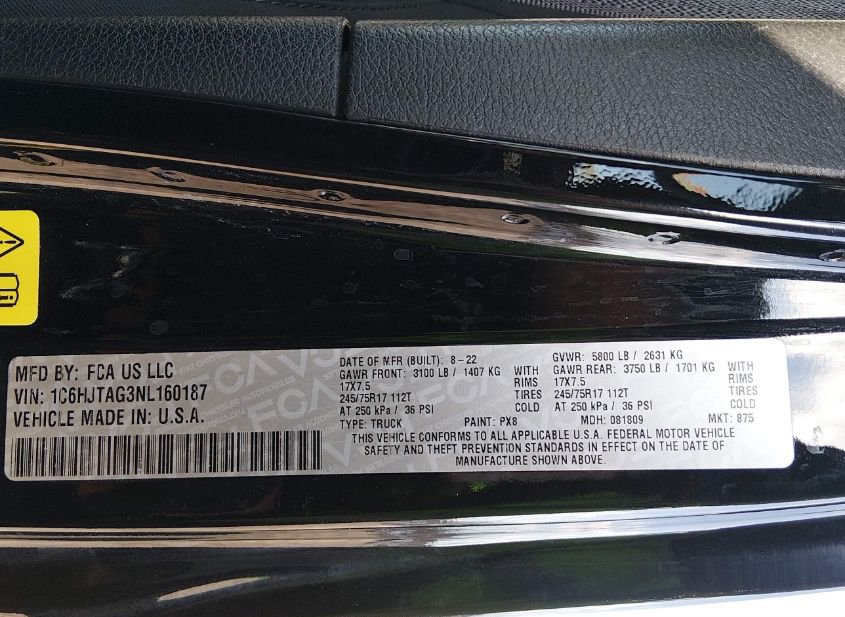 MFD BY: FCA US LLC
VIN: 1C6HJTAG3NL160187
VEHICLE MADE IN: U.S.A.
DATE OF MFR (BUILT): 8-22 GVWR: 5800 LB / 2631 KG
GAWR FRONT: 3100 LB / 1407 KG WITH GAWR REAR: 3750 LB / 1701 KG WITH
17X7.5 RIMS 17X7.5 RIMS
245/75R17 112T TIRES 245/75R17 112T TIRES
AT 250 kPa / 36 PSI COLD AT 250 kPa / 36 PSI COLD
TYPE: TRUCK PAINT: PX8 MDH: 081809 MKT: 875
THIS VEHICLE CONFORMS TO ALL APPLICABLE U.S.A. FEDERAL MOTOR VEHICLE
SAFETY AND THEFT PREVENTION STANDARDS IN EFFECT ON THE DATE OF
MANUFACTURE SHOWN ABOVE.